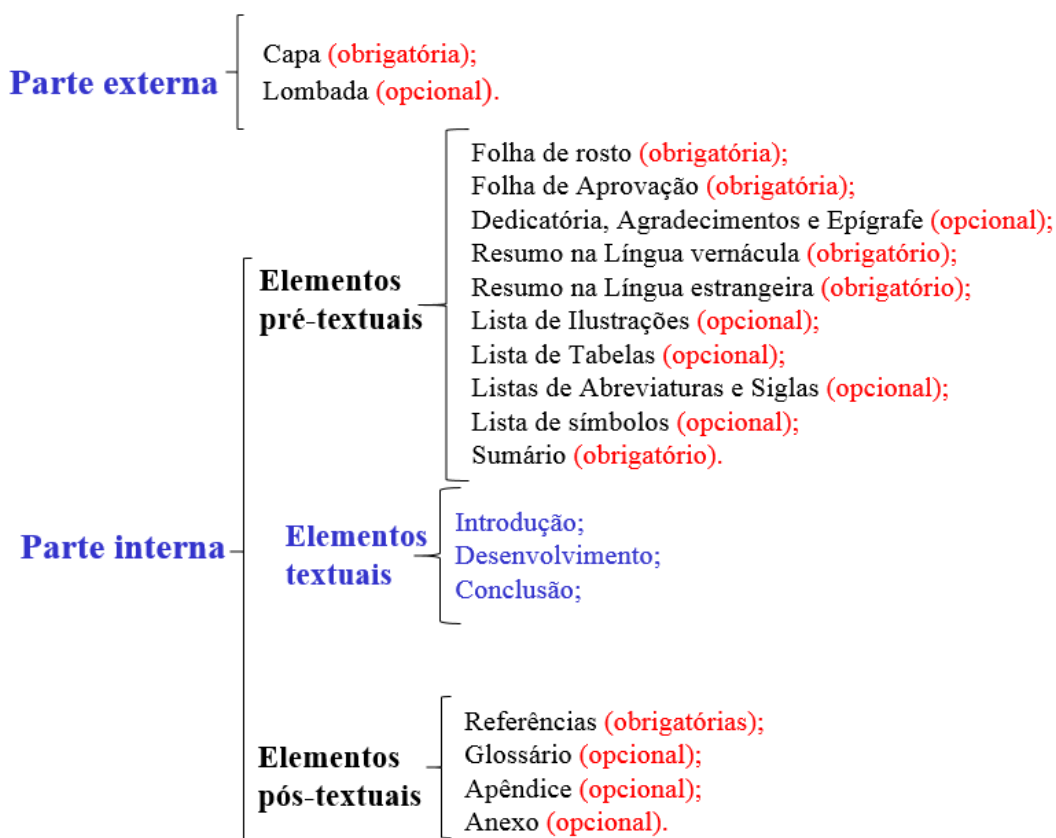 Parte externa
Capa (obrigatória);
Lombada (opcional).
Parte interna
Elementos
pré-textuais
Folha de rosto (obrigatória);
Folha de Aprovação (obrigatória);
Dedicatória, Agradecimentos e Epígrafe (opcional);
Resumo na Língua vernácula (obrigatório);
Resumo na Língua estrangeira (obrigatório);
Lista de Ilustrações (opcional);
Lista de Tabelas (opcional);
Listas de Abreviaturas e Siglas (opcional);
Lista de símbolos (opcional);
Sumário (obrigatório).
Elementos
textuais
Introdução;
Desenvolvimento;
Conclusão;
Elementos
pós-textuais
Referências (obrigatórias);
Glossário (opcional);
Apêndice (opcional);
Anexo (opcional).